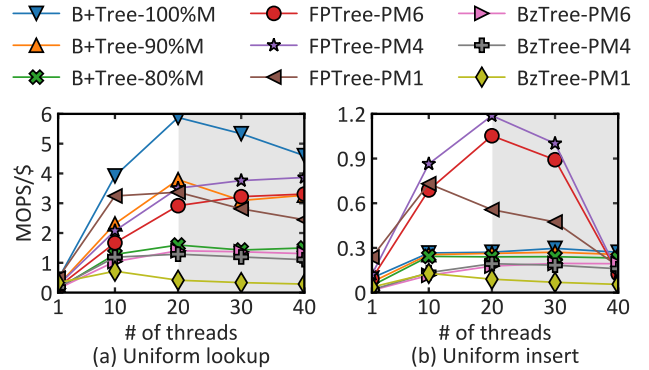 B+Tree-100%M FPTree-PM6 BzTree-PM6
B+Tree-90%M FPTree-PM4 BzTree-PM4
B+Tree-80%M FPTree-PM1 BzTree-PM1
MOPS/$
6
5
4
3
2
1
0
1 10 20 30 40
# of threads
(a) Uniform lookup
1.2
0.9
0.6
0.3
0
1 10 20 30 40
# of threads
(b) Uniform insert